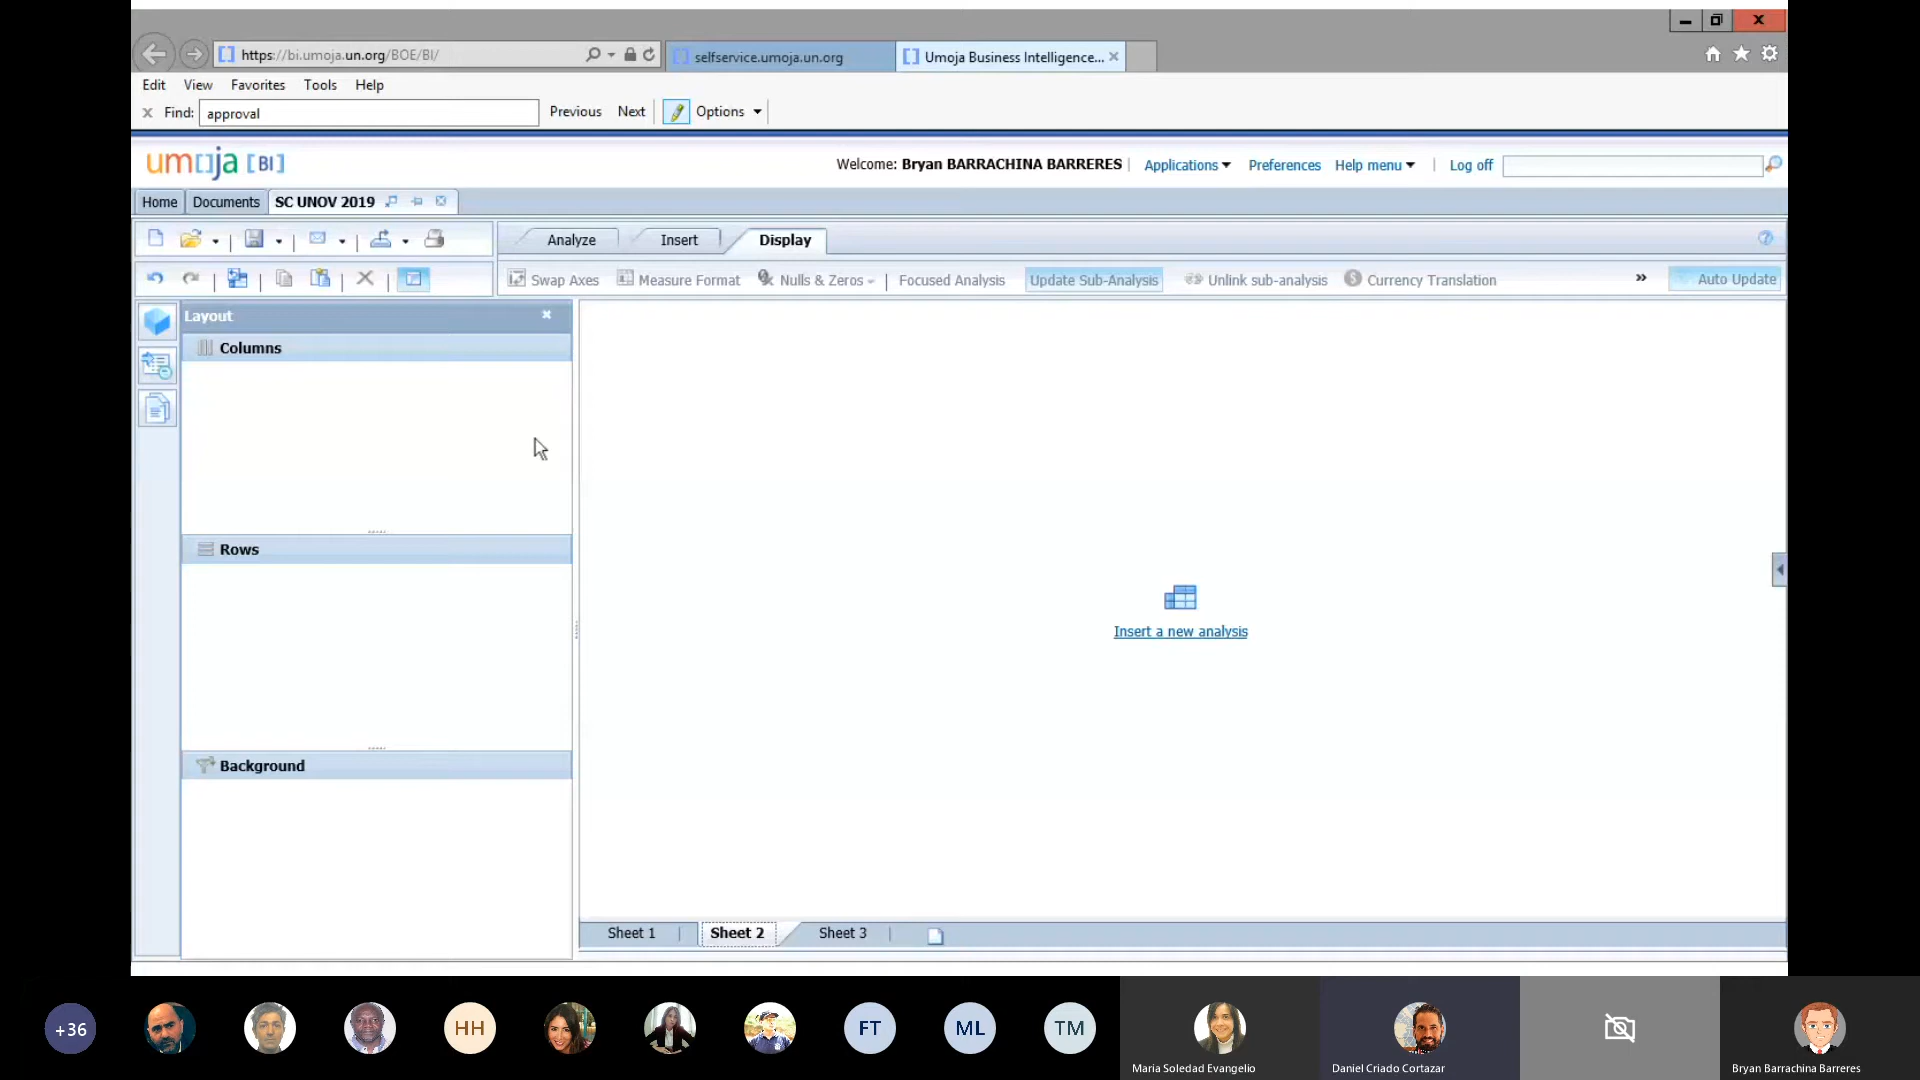 https://bi.umoja.un.org/BOE/BI/
selfservice.umoja.un.org
Umoja Business Intelligence...
Edit View Favorites Tools Help
x Find: approval Previous Next Options
um[]ja [BI]
Welcome: Bryan BARRACHINA BARRERES Applications Preferences Help menu Log off
Home Documents SC UNOV 2019
Analyze Insert Display
Swap Axes Measure Format Nulls & Zeros Focused Analysis Update Sub-Analysis Unlink sub-analysis Currency Translation » Auto Update
Layout
Columns
Rows
Insert a new analysis
Background
Sheet 1 Sheet 2 Sheet 3
+36 HH FT ML TM
Maria Soledad Evangelio
Daniel Criado Cortazar
Bryan Barrachina Barreres